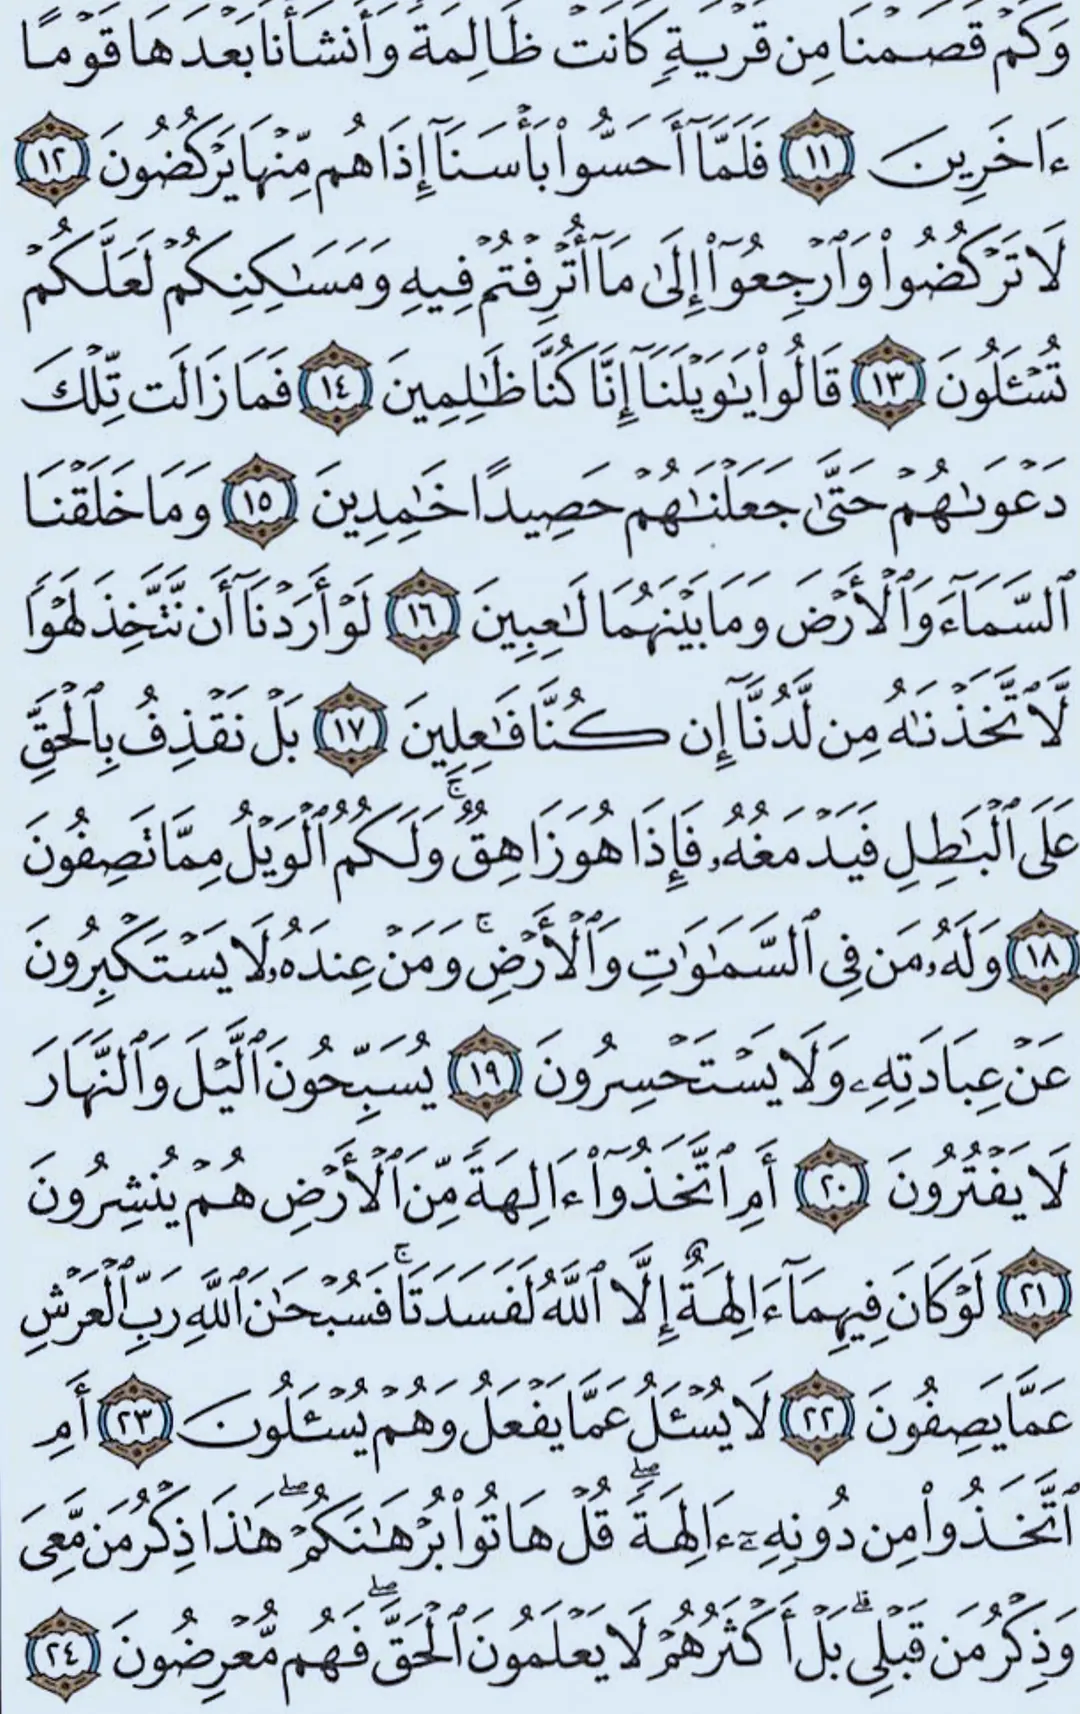 وَكَمْ قَصَمْنَا مِن قَرْيَةٍ كَانَتْ ظَالِمَةً وَأَنشَأْنَا بَعْدَهَا قَوْمًا
ءَاخَرِينَ ١١ فَلَمَّآ أَحَسُّوا۟ بَأْسَنَآ إِذَا هُم مِّنْهَا يَرْكُضُونَ ١٢
لَا تَرْكُضُوا۟ وَٱرْجِعُوٓا۟ إِلَىٰ مَآ أُتْرِفْتُمْ فِيهِ وَمَسَـٰكِنِكُمْ لَعَلَّكُمْ
تُسْـَٔلُونَ ١٣ قَالُوا۟ يَـٰوَيْلَنَآ إِنَّا كُنَّا ظَـٰلِمِينَ ١٤ فَمَا زَالَت تِّلْكَ
دَعْوَىٰهُمْ حَتَّىٰ جَعَلْنَـٰهُمْ حَصِيدًا خَـٰمِدِينَ ١٥ وَمَا خَلَقْنَا
ٱلسَّمَآءَ وَٱلْأَرْضَ وَمَا بَيْنَهُمَا لَـٰعِبِينَ ١٦ لَوْ أَرَدْنَآ أَن نَّتَّخِذَ لَهْوًا
لَّٱتَّخَذْنَـٰهُ مِن لَّدُنَّآ إِن كُنَّا فَـٰعِلِينَ ١٧ بَلْ نَقْذِفُ بِٱلْحَقِّ
عَلَى ٱلْبَـٰطِلِ فَيَدْمَغُهُۥ فَإِذَا هُوَ زَاهِقٌ ۚ وَلَكُمُ ٱلْوَيْلُ مِمَّا تَصِفُونَ
١٨ وَلَهُۥ مَن فِى ٱلسَّمَـٰوَٰتِ وَٱلْأَرْضِ ۚ وَمَنْ عِندَهُۥ لَا يَسْتَكْبِرُونَ
عَنْ عِبَادَتِهِۦ وَلَا يَسْتَحْسِرُونَ ١٩ يُسَبِّحُونَ ٱلَّيْلَ وَٱلنَّهَارَ
لَا يَفْتُرُونَ ٢٠ أَمِ ٱتَّخَذُوٓا۟ ءَالِهَةً مِّنَ ٱلْأَرْضِ هُمْ يُنشِرُونَ
٢١ لَوْ كَانَ فِيهِمَآ ءَالِهَةٌ إِلَّا ٱللَّهُ لَفَسَدَتَا ۚ فَسُبْحَـٰنَ ٱللَّهِ رَبِّ ٱلْعَرْشِ
عَمَّا يَصِفُونَ ٢٢ لَا يُسْـَٔلُ عَمَّا يَفْعَلُ وَهُمْ يُسْـَٔلُونَ ٢٣ أَمِ
ٱتَّخَذُوا۟ مِن دُونِهِۦٓ ءَالِهَةً ۖ قُلْ هَاتُوا۟ بُرْهَـٰنَكُمْ ۖ هَـٰذَا ذِكْرُ مَن مَّعِىَ
وَذِكْرُ مَن قَبْلِى ۗ بَلْ أَكْثَرُهُمْ لَا يَعْلَمُونَ ٱلْحَقَّ ۖ فَهُم مُّعْرِضُونَ ٢٤